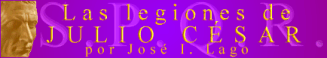 S.P.Q.R.
Las legiones de
JULIO CÉSAR
por José I. Lago